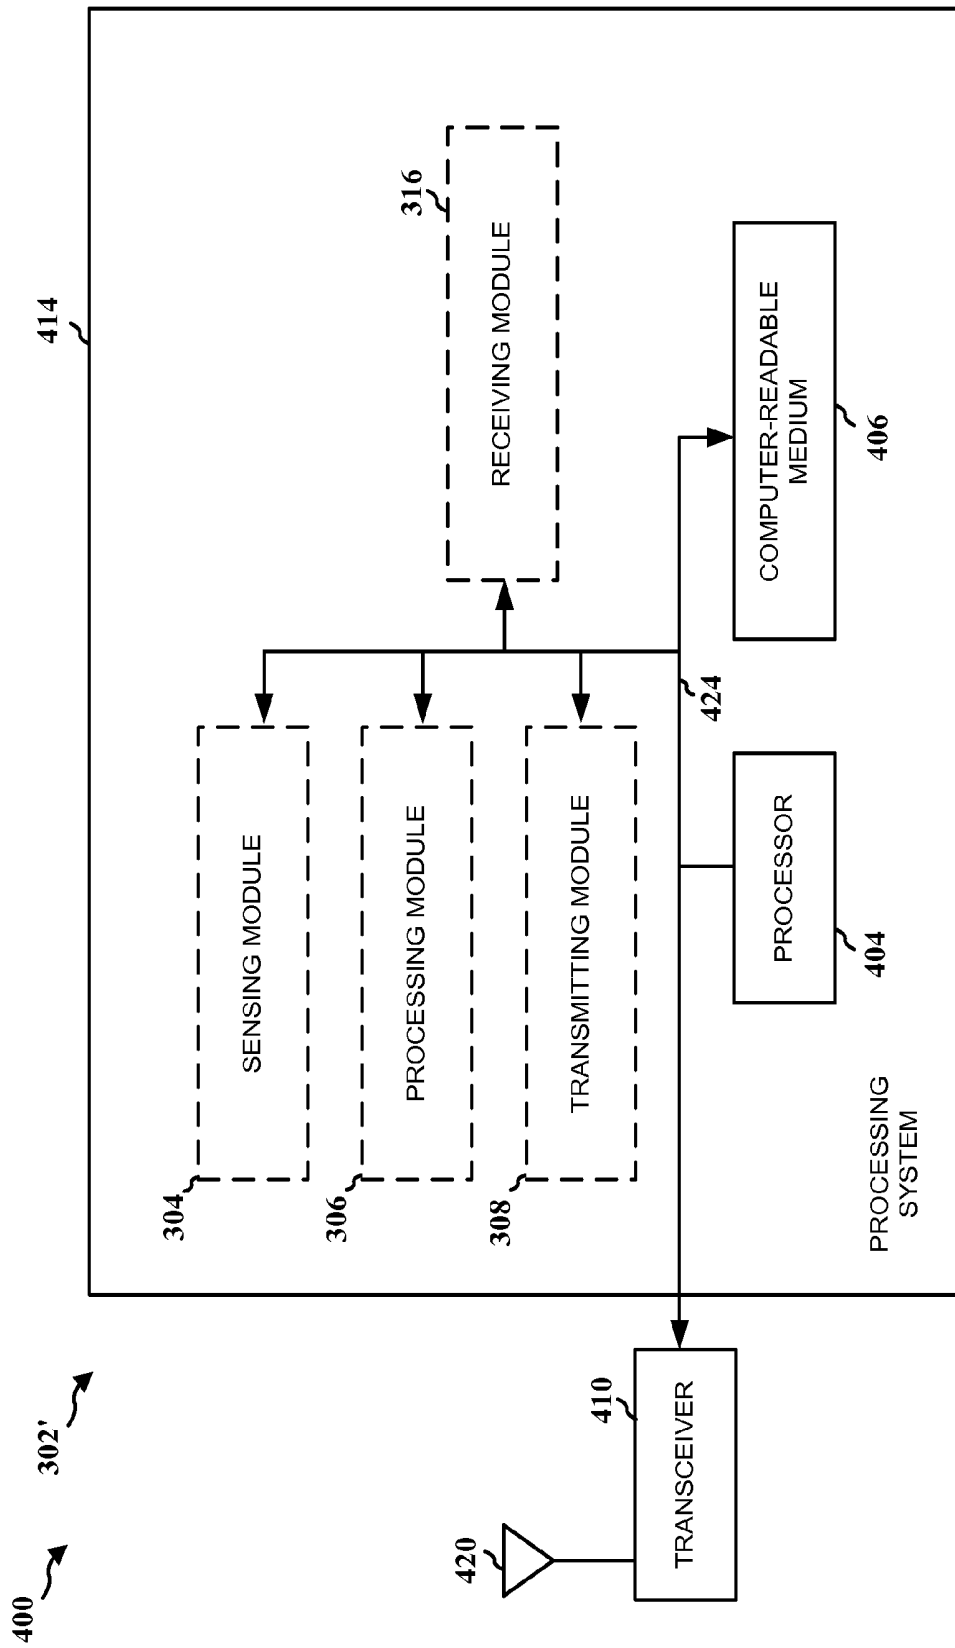 400
302'
414
304
SENSING MODULE
306
PROCESSING MODULE
308
TRANSMITTING MODULE
316
RECEIVING MODULE
420
410
TRANSCEIVER
424
PROCESSOR
404
COMPUTER-READABLE
MEDIUM
406
PROCESSING
SYSTEM